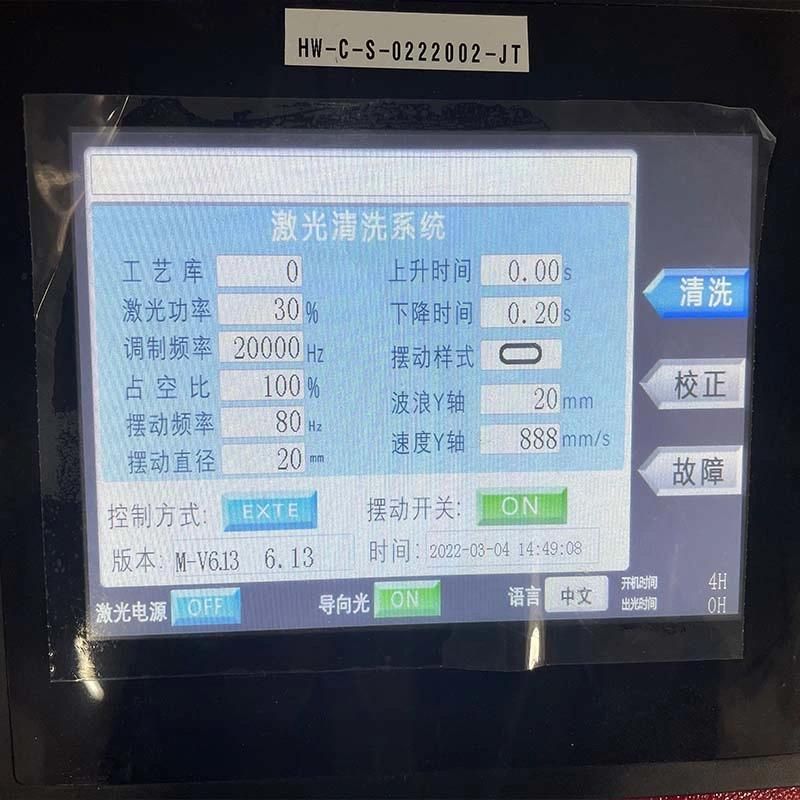 HW-C-S-0222002-JT
激光清洗系统
工艺库 0
上升时间 0.00s
激光功率 30%
下降时间 0.20s
调制频率 20000Hz
摆动样式
占空比 100%
波浪Y轴 20mm
摆动频率 80Hz
速度Y轴 888mm/s
摆动直径 20mm
清洗
校正
故障
控制方式: EXTE
摆动开关: ON
版本: M-V6.13 6.13
时间: 2022-03-04 14:49:08
激光电源 OFF
导向光 ON
语言 中文
开机时间 4H
出光时间 0H